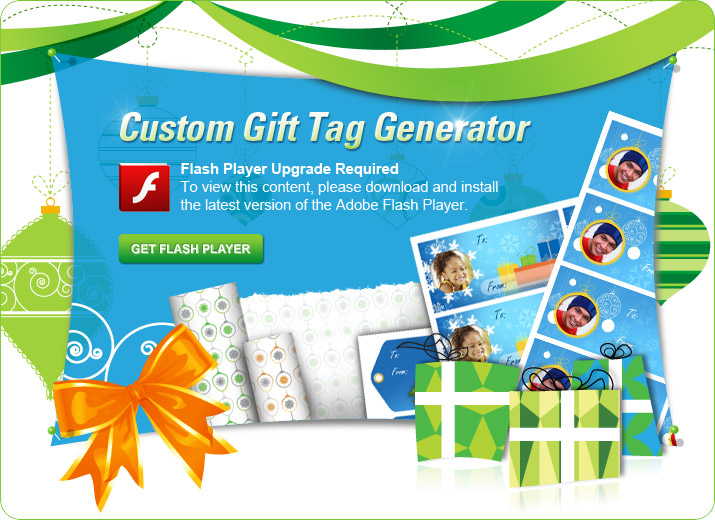 Custom Gift Tag Generator
Flash Player Upgrade Required
To view this content, please download and install
the latest version of the Adobe Flash Player.
GET FLASH PLAYER
To:
From:
To:
To:
From: